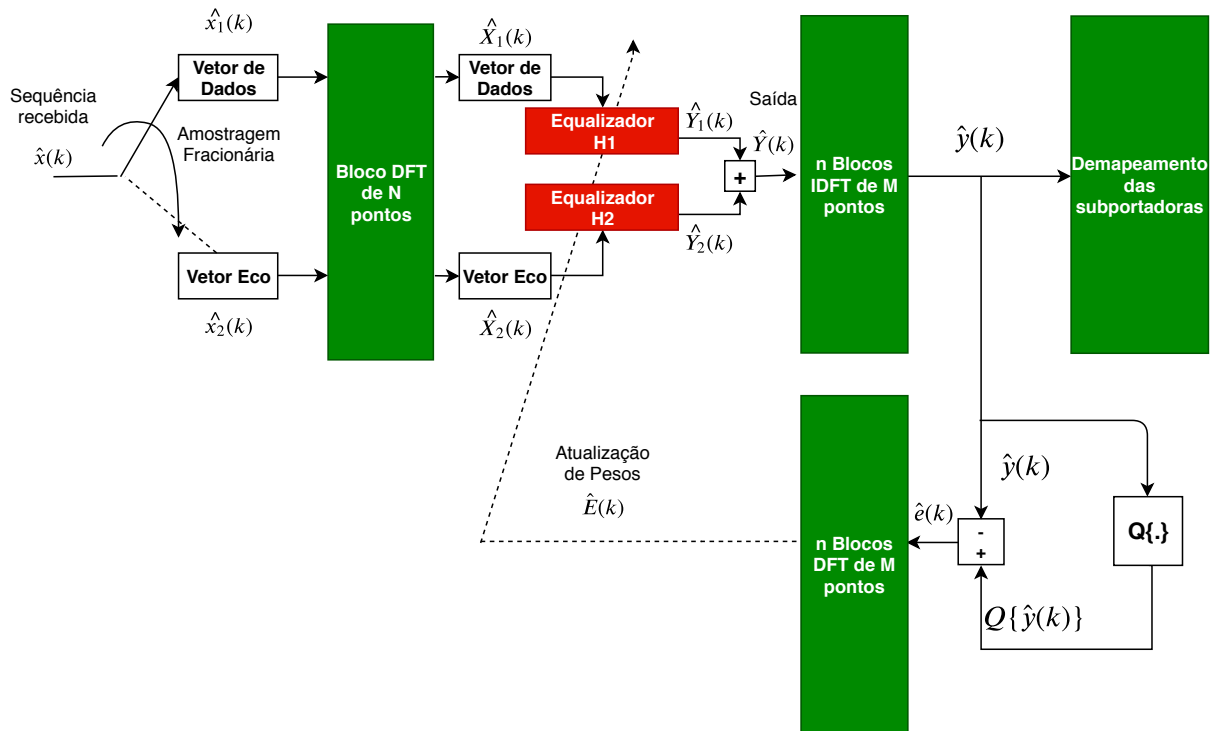 x̂₁(k)
Vetor de
Dados
Sequência
recebida
x̂(k)
Amostragem
Fracionária
Vetor Eco
x̂₂(k)
Bloco DFT
de N
pontos
X̂₁(k)
Vetor de
Dados
Vetor Eco
X̂₂(k)
Equalizador
H1
Equalizador
H2
Ŷ₁(k)
Ŷ₂(k)
+
Saída
Ŷ(k)
n Blocos
IDFT de M
pontos
ŷ(k)
Demapeamento
das
subportadoras
Atualização
de Pesos
Ê(k)
n Blocos
DFT de M
pontos
ê(k)
ŷ(k)
-
+
Q{.}
Q{ŷ(k)}